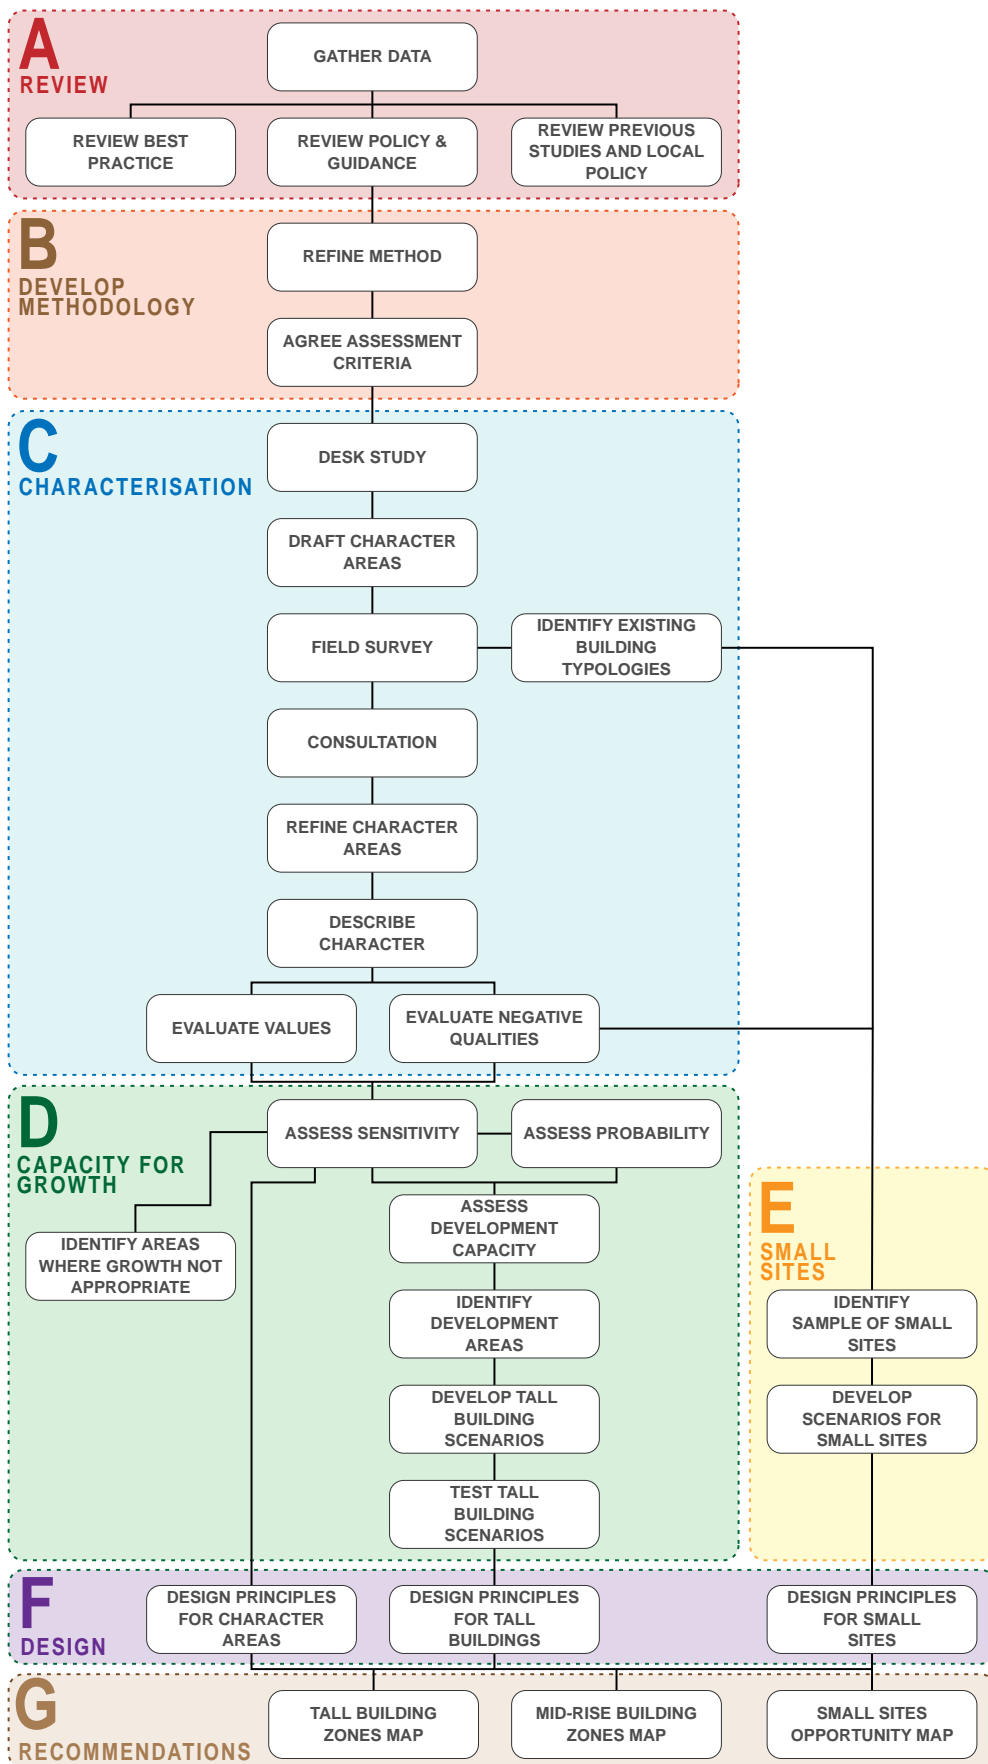 A
REVIEW
GATHER DATA
REVIEW BEST
PRACTICE
REVIEW POLICY &
GUIDANCE
REVIEW PREVIOUS
STUDIES AND LOCAL
POLICY
B
DEVELOP
METHODOLOGY
REFINE METHOD
AGREE ASSESSMENT
CRITERIA
C
CHARACTERISATION
DESK STUDY
DRAFT CHARACTER
AREAS
FIELD SURVEY
IDENTIFY EXISTING
BUILDING
TYPOLOGIES
CONSULTATION
REFINE CHARACTER
AREAS
DESCRIBE
CHARACTER
EVALUATE VALUES
EVALUATE NEGATIVE
QUALITIES
D
CAPACITY FOR
GROWTH
ASSESS SENSITIVITY
ASSESS PROBABILITY
IDENTIFY AREAS
WHERE GROWTH NOT
APPROPRIATE
ASSESS
DEVELOPMENT
CAPACITY
IDENTIFY
DEVELOPMENT
AREAS
DEVELOP TALL
BUILDING
SCENARIOS
TEST TALL
BUILDING
SCENARIOS
E
SMALL
SITES
IDENTIFY
SAMPLE OF SMALL
SITES
DEVELOP
SCENARIOS FOR
SMALL SITES
F
DESIGN
DESIGN PRINCIPLES
FOR CHARACTER
AREAS
DESIGN PRINCIPLES
FOR TALL
BUILDINGS
DESIGN PRINCIPLES
FOR SMALL
SITES
G
RECOMMENDATIONS
TALL BUILDING
ZONES MAP
MID-RISE BUILDING
ZONES MAP
SMALL SITES
OPPORTUNITY MAP